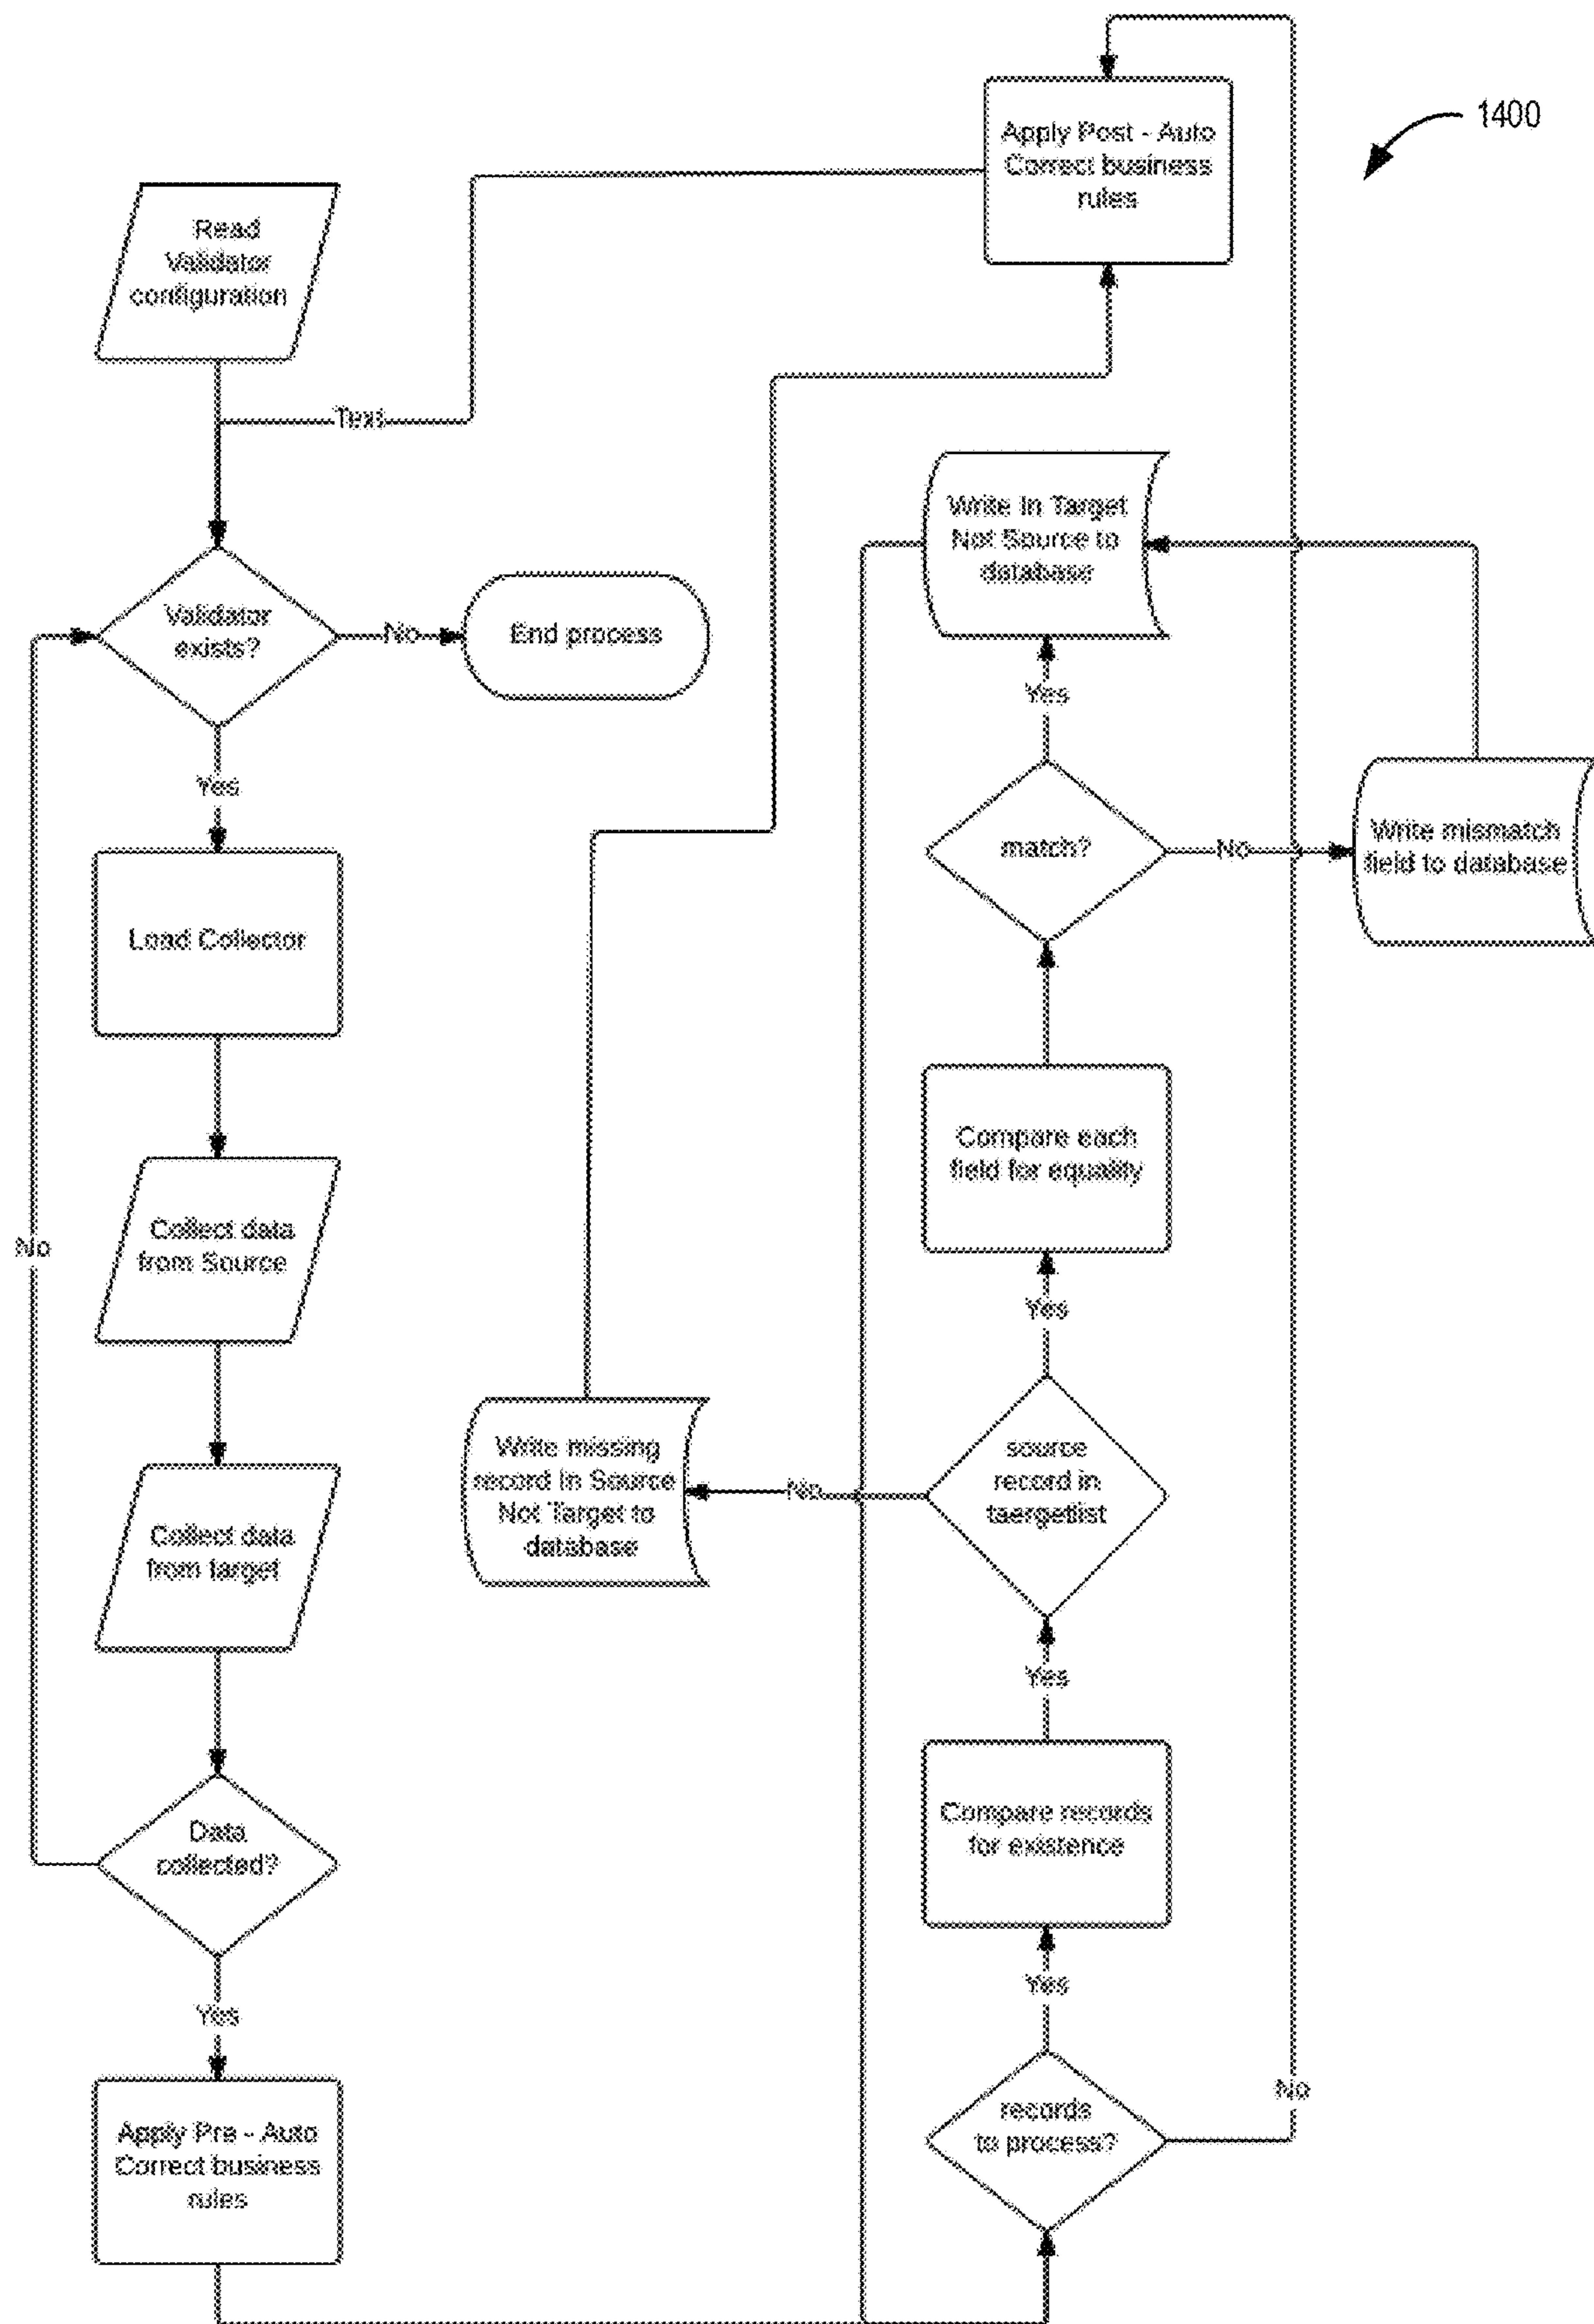 1400
Apply Post - Auto
Correct business
rules
Read
Validator
configuration
Text
Write In Target
Not Source to
database
Validator
exists?
No
End process
Yes
Yes
match?
No
Write mismatch
field to database
Load Collector
Compare each
field for equality
Collect data
from Source
No
Yes
Write missing
record in Source
Not Target to
database
No
source
record in
taergetlist
Collect data
from target
Yes
Data
collected?
Compare records
for existence
Yes
Yes
No
Apply Pre - Auto
Correct business
rules
records
to process?